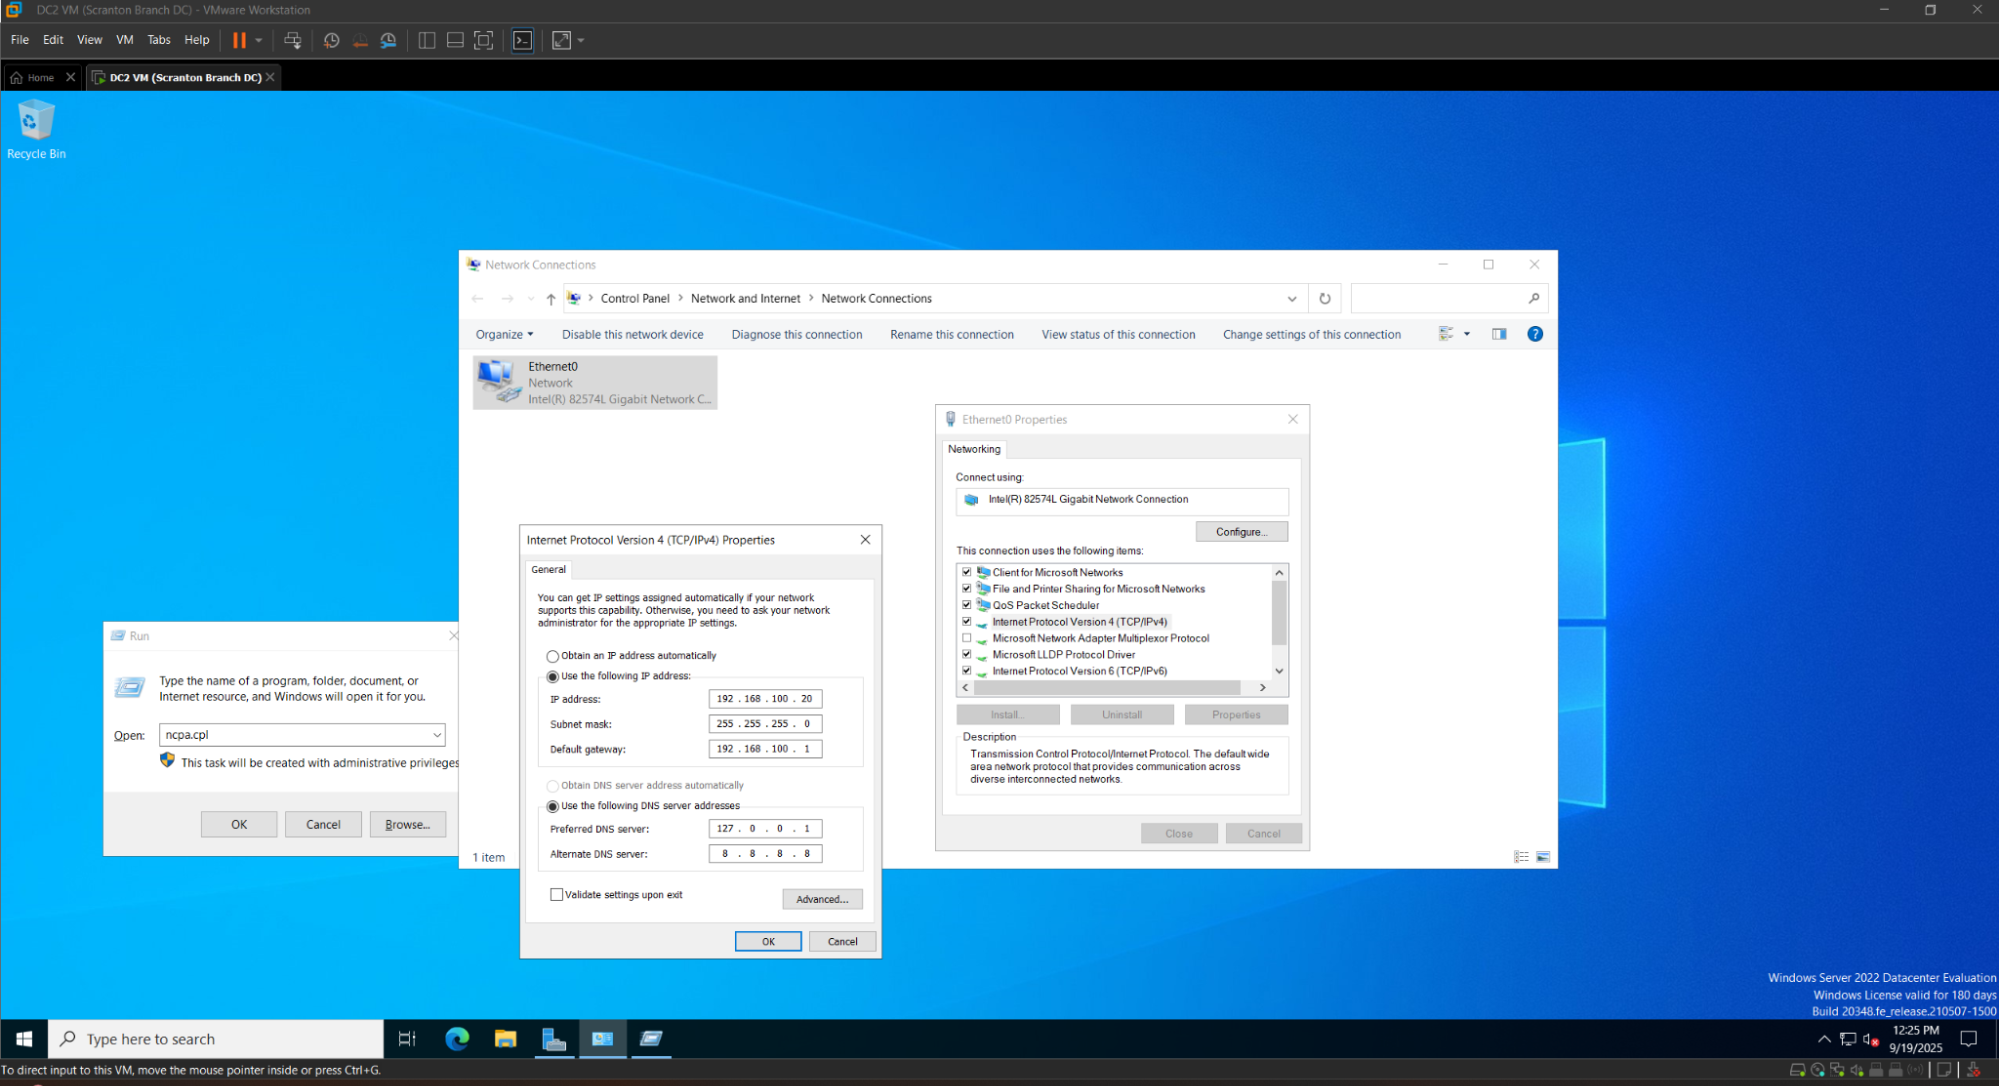 DC2 VM (Scranton Branch DC) - VMware Workstation
File Edit View VM Tabs Help
Home DC2 VM (Scranton Branch DC)
Recycle Bin
Network Connections
Control Panel > Network and Internet > Network Connections
Organize Disable this network device Diagnose this connection Rename this connection View status of this connection Change settings of this connection
Ethernet0
Network
Intel(R) 82574L Gigabit Network C...
1 item
Ethernet0 Properties
Networking
Connect using:
Intel(R) 82574L Gigabit Network Connection
Configure...
This connection uses the following items:
Client for Microsoft Networks
File and Printer Sharing for Microsoft Networks
QoS Packet Scheduler
Internet Protocol Version 4 (TCP/IPv4)
Microsoft Network Adapter Multiplexor Protocol
Microsoft LLDP Protocol Driver
Internet Protocol Version 6 (TCP/IPv6)
Install... Uninstall Properties
Description
Transmission Control Protocol/Internet Protocol. The default wide
area network protocol that provides communication across
diverse interconnected networks.
Close Cancel
Internet Protocol Version 4 (TCP/IPv4) Properties
General
You can get IP settings assigned automatically if your network
supports this capability. Otherwise, you need to ask your network
administrator for the appropriate IP settings.
Obtain an IP address automatically
Use the following IP address:
IP address: 192 . 168 . 100 . 20
Subnet mask: 255 . 255 . 255 . 0
Default gateway: 192 . 168 . 100 . 1
Obtain DNS server address automatically
Use the following DNS server addresses
Preferred DNS server: 127 . 0 . 0 . 1
Alternate DNS server: 8 . 8 . 8 . 8
Validate settings upon exit
Advanced...
OK Cancel
Run
Type the name of a program, folder, document, or
Internet resource, and Windows will open it for you.
Open: ncpa.cpl
This task will be created with administrative privileges
OK Cancel Browse...
Windows Server 2022 Datacenter Evaluation
Windows License valid for 180 days
Build 20348.fe_release.210507-1500
Type here to search
12:25 PM
9/19/2025
To direct input to this VM, move the mouse pointer inside or press Ctrl+G.